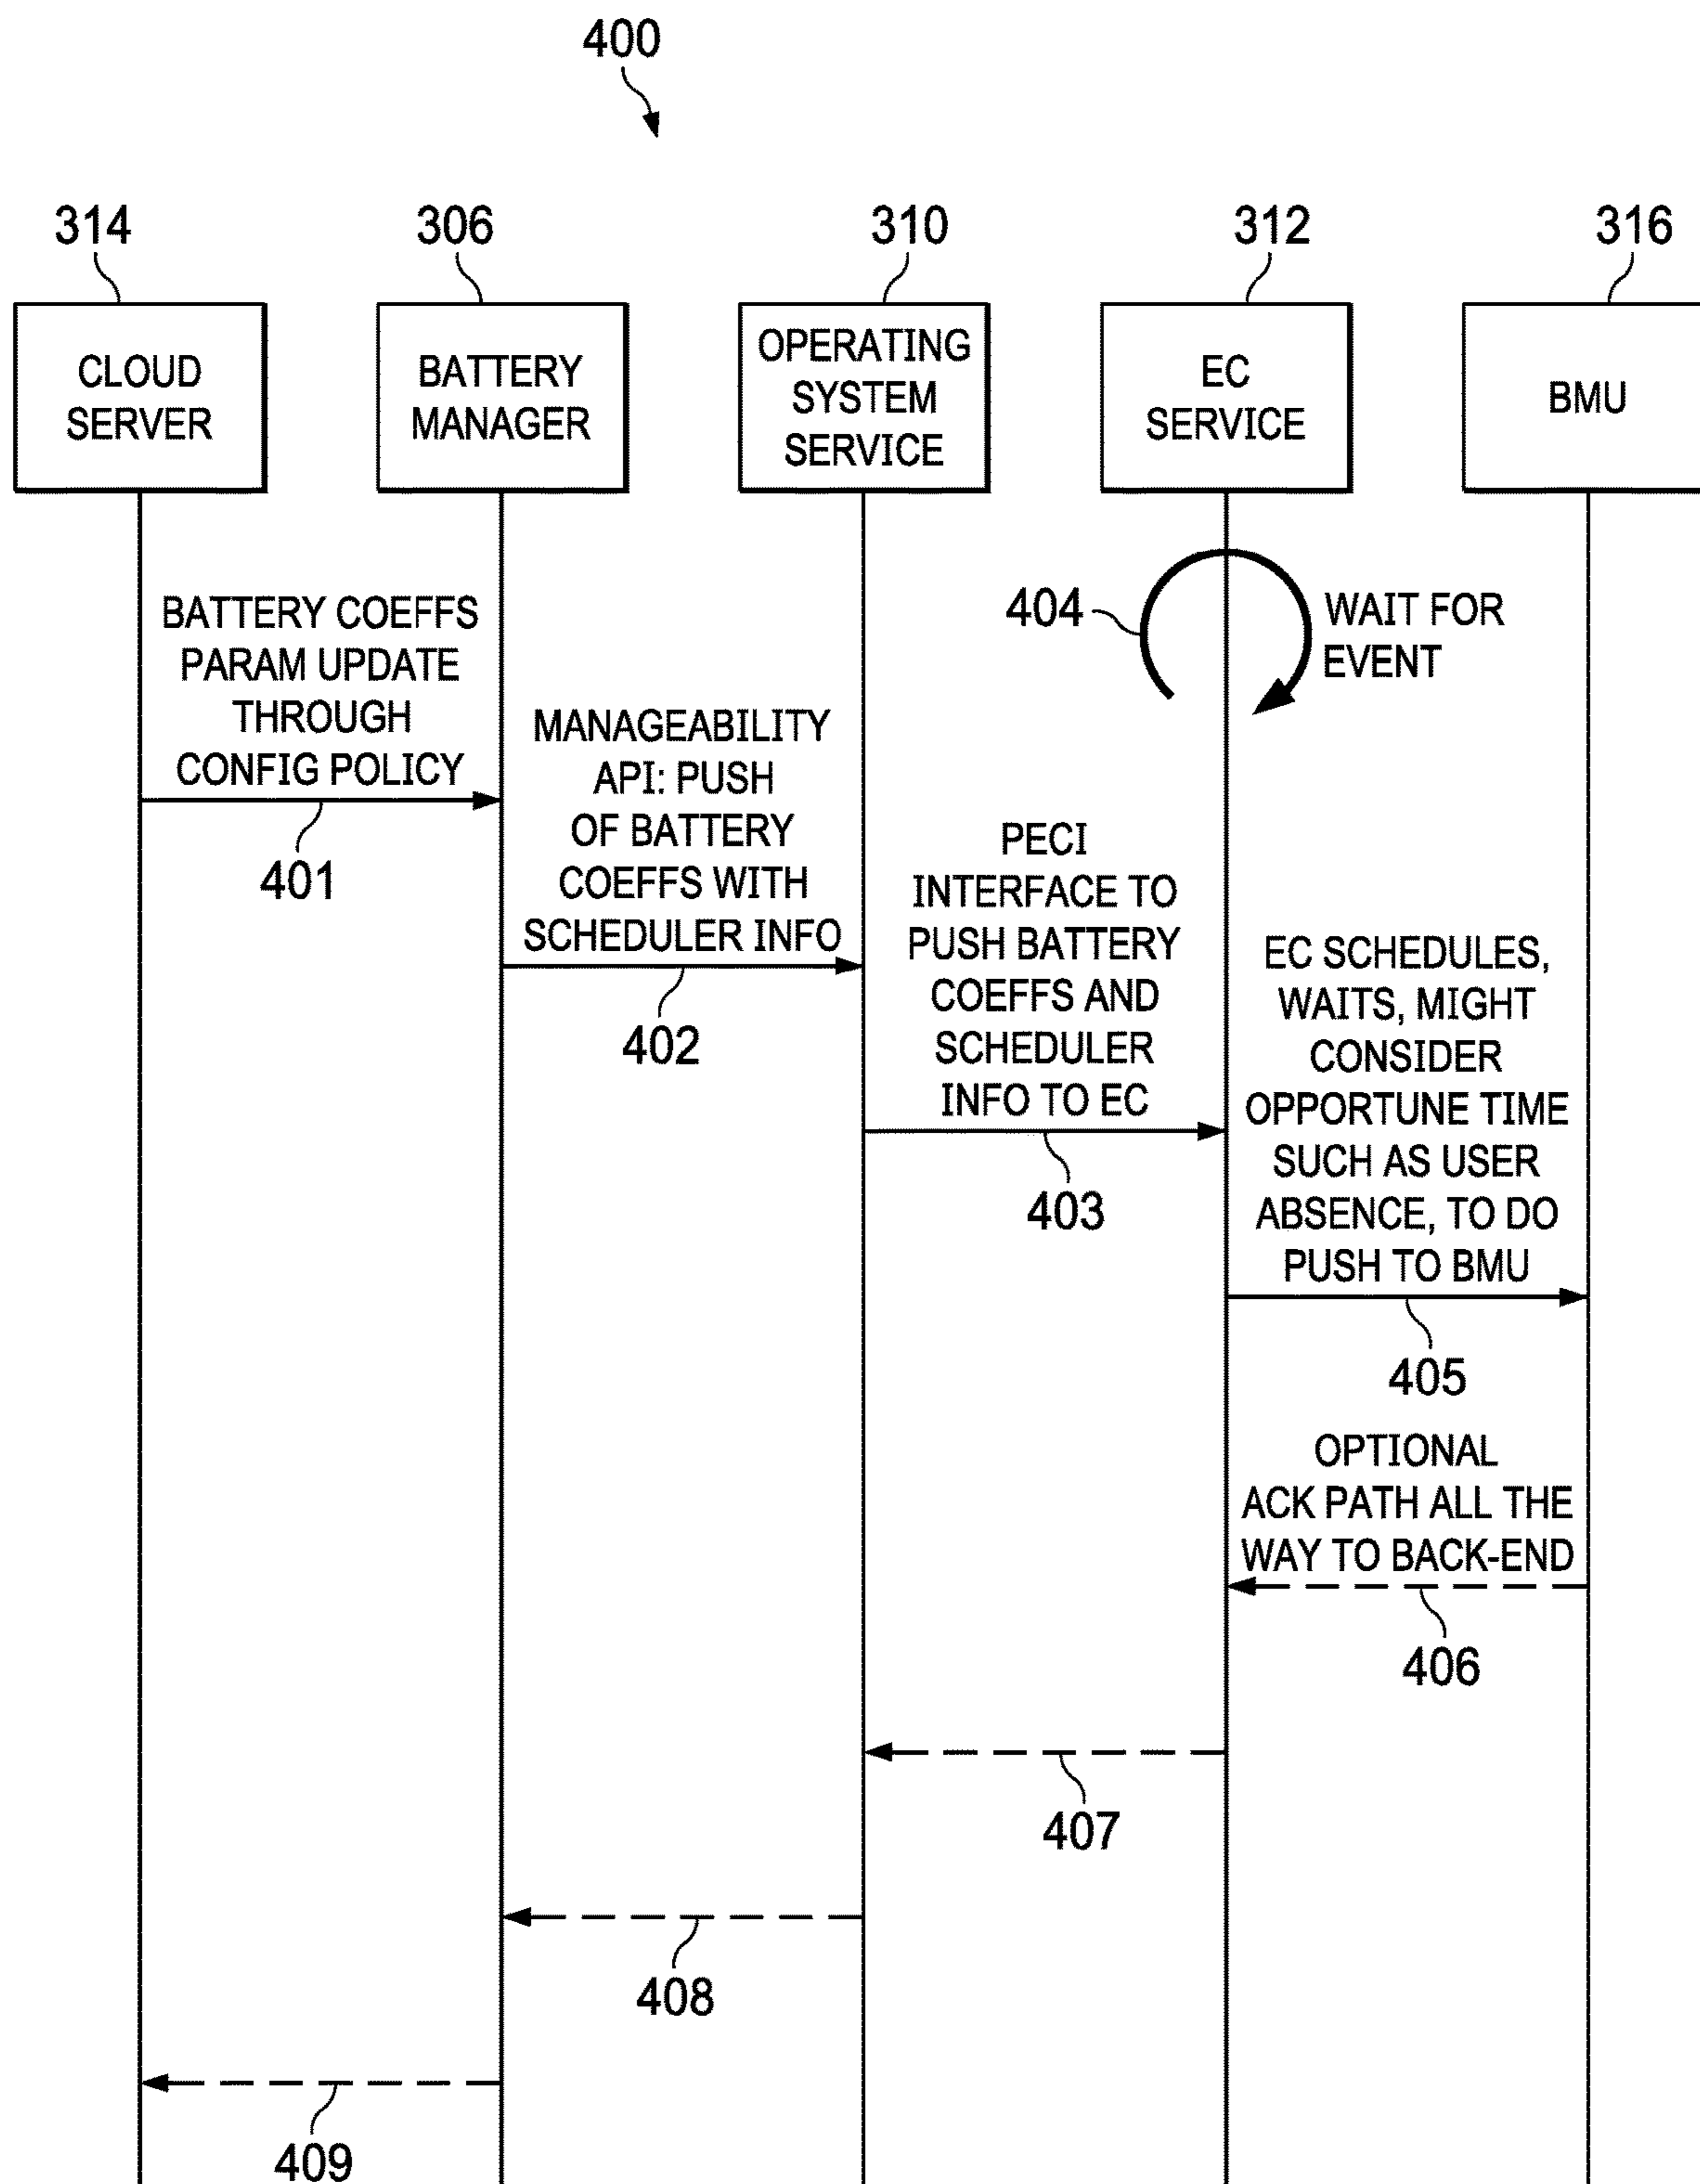 400
314
306
310
312
316
CLOUD
SERVER
BATTERY
MANAGER
OPERATING
SYSTEM
SERVICE
EC
SERVICE
BMU
404
WAIT FOR
EVENT
BATTERY COEFFS
PARAM UPDATE
THROUGH
CONFIG POLICY
401
MANAGEABILITY
API: PUSH
OF BATTERY
COEFFS WITH
SCHEDULER INFO
402
PECI
INTERFACE TO
PUSH BATTERY
COEFFS AND
SCHEDULER
INFO TO EC
403
EC SCHEDULES,
WAITS, MIGHT
CONSIDER
OPPORTUNE TIME
SUCH AS USER
ABSENCE, TO DO
PUSH TO BMU
405
OPTIONAL
ACK PATH ALL THE
WAY TO BACK-END
406
407
408
409